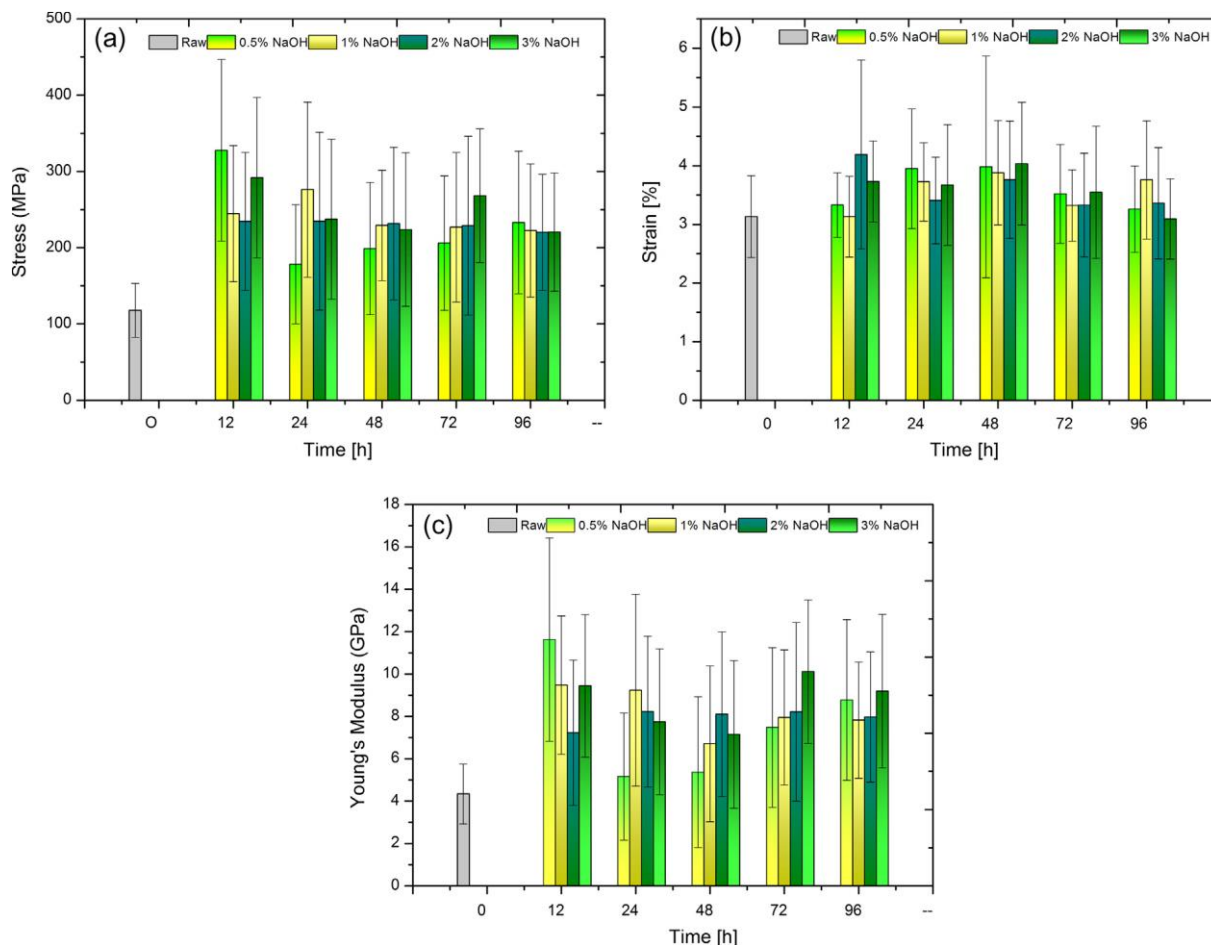 (a)
Raw 0.5% NaOH 1% NaOH 2% NaOH 3% NaOH
Stress (MPa)
500
400
300
200
100
0
O 12 24 48 72 96 --
Time [h]
(b)
Raw 0.5% NaOH 1% NaOH 2% NaOH 3% NaOH
Strain [%]
6
5
4
3
2
1
0
0 12 24 48 72 96
Time [h]
(c)
Raw 0.5% NaOH 1% NaOH 2% NaOH 3% NaOH
Young's Modulus (GPa)
18
16
14
12
10
8
6
4
2
0
0 12 24 48 72 96 --
Time [h]